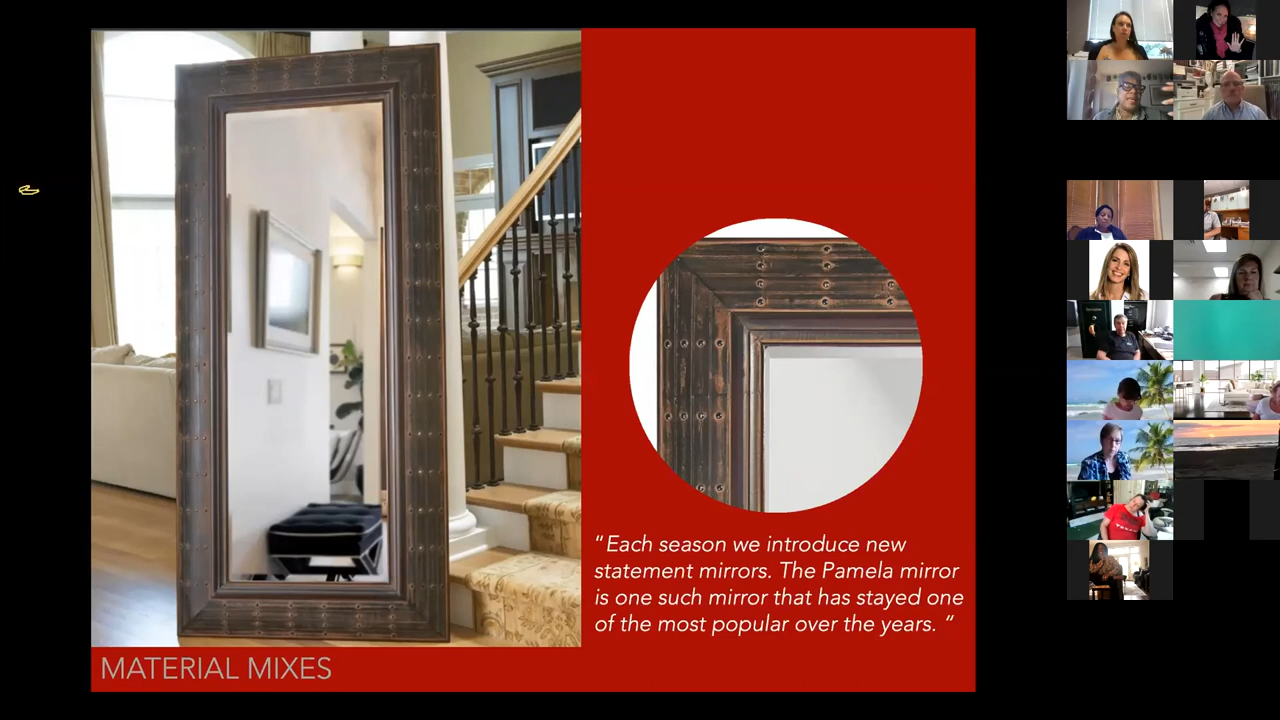 "Each season we introduce new
statement mirrors. The Pamela mirror
is one such mirror that has stayed one
of the most popular over the years. "
MATERIAL MIXES